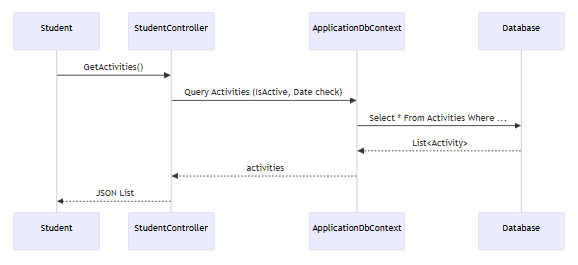 Student StudentController ApplicationDbContext Database
GetActivities()
Query Activities (IsActive, Date check)
Select * From Activities Where ...
List<Activity>
activities
JSON List
Student StudentController ApplicationDbContext Database